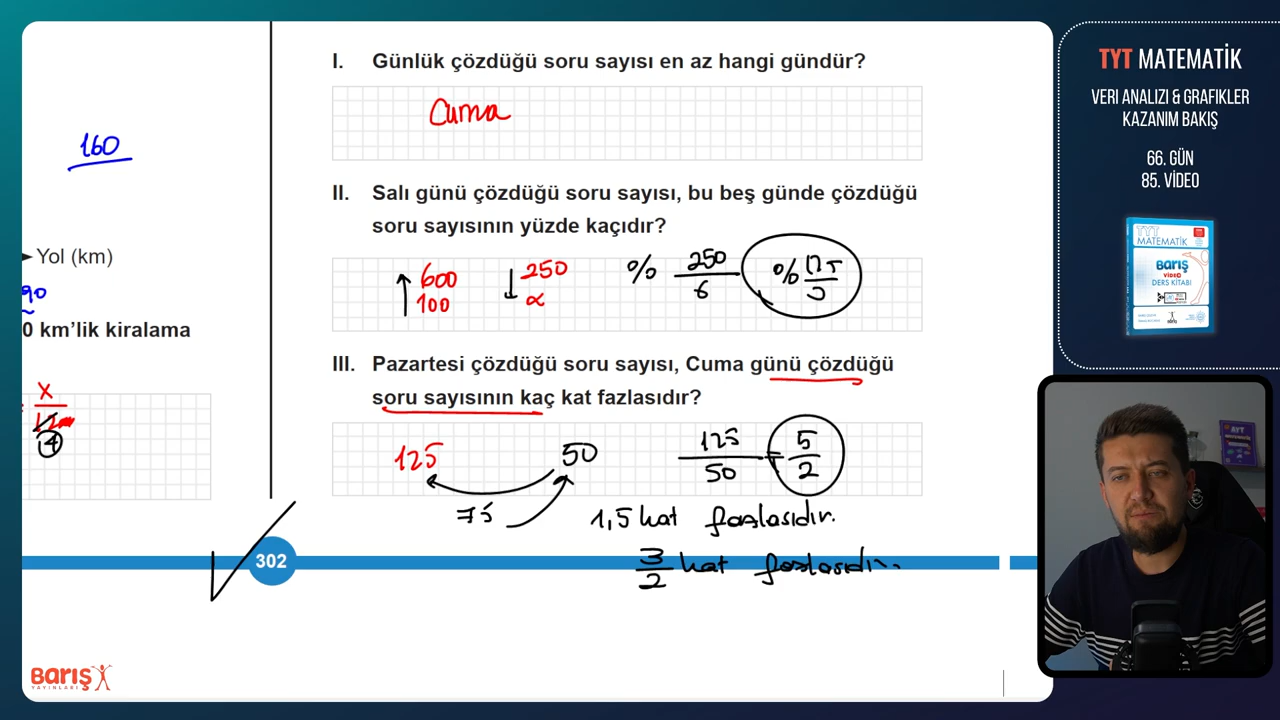 I. Günlük çözdüğü soru sayısı en az hangi gündür?
Cuma
II. Salı günü çözdüğü soru sayısı, bu beş günde çözdüğü
soru sayısının yüzde kaçıdır?
600 250 % 250/6 % 125/3
100 α
III. Pazartesi çözdüğü soru sayısı, Cuma günü çözdüğü
soru sayısının kaç kat fazlasıdır?
125 50 125/50 = 5/2
75 1,5 kat fazlasıdır.
3/2 kat fazlasıdır.
302
160
Yol (km)
90
0 km'lik kiralama
x
4
BARIŞ
YAYINLARI
TYT MATEMATİK
VERI ANALIZI & GRAFIKLER
KAZANIM BAKIŞ
66. GÜN
85. VİDEO
TYT
MATEMATİK
BARIŞ
VİDEO
DERS KİTABI
AYT